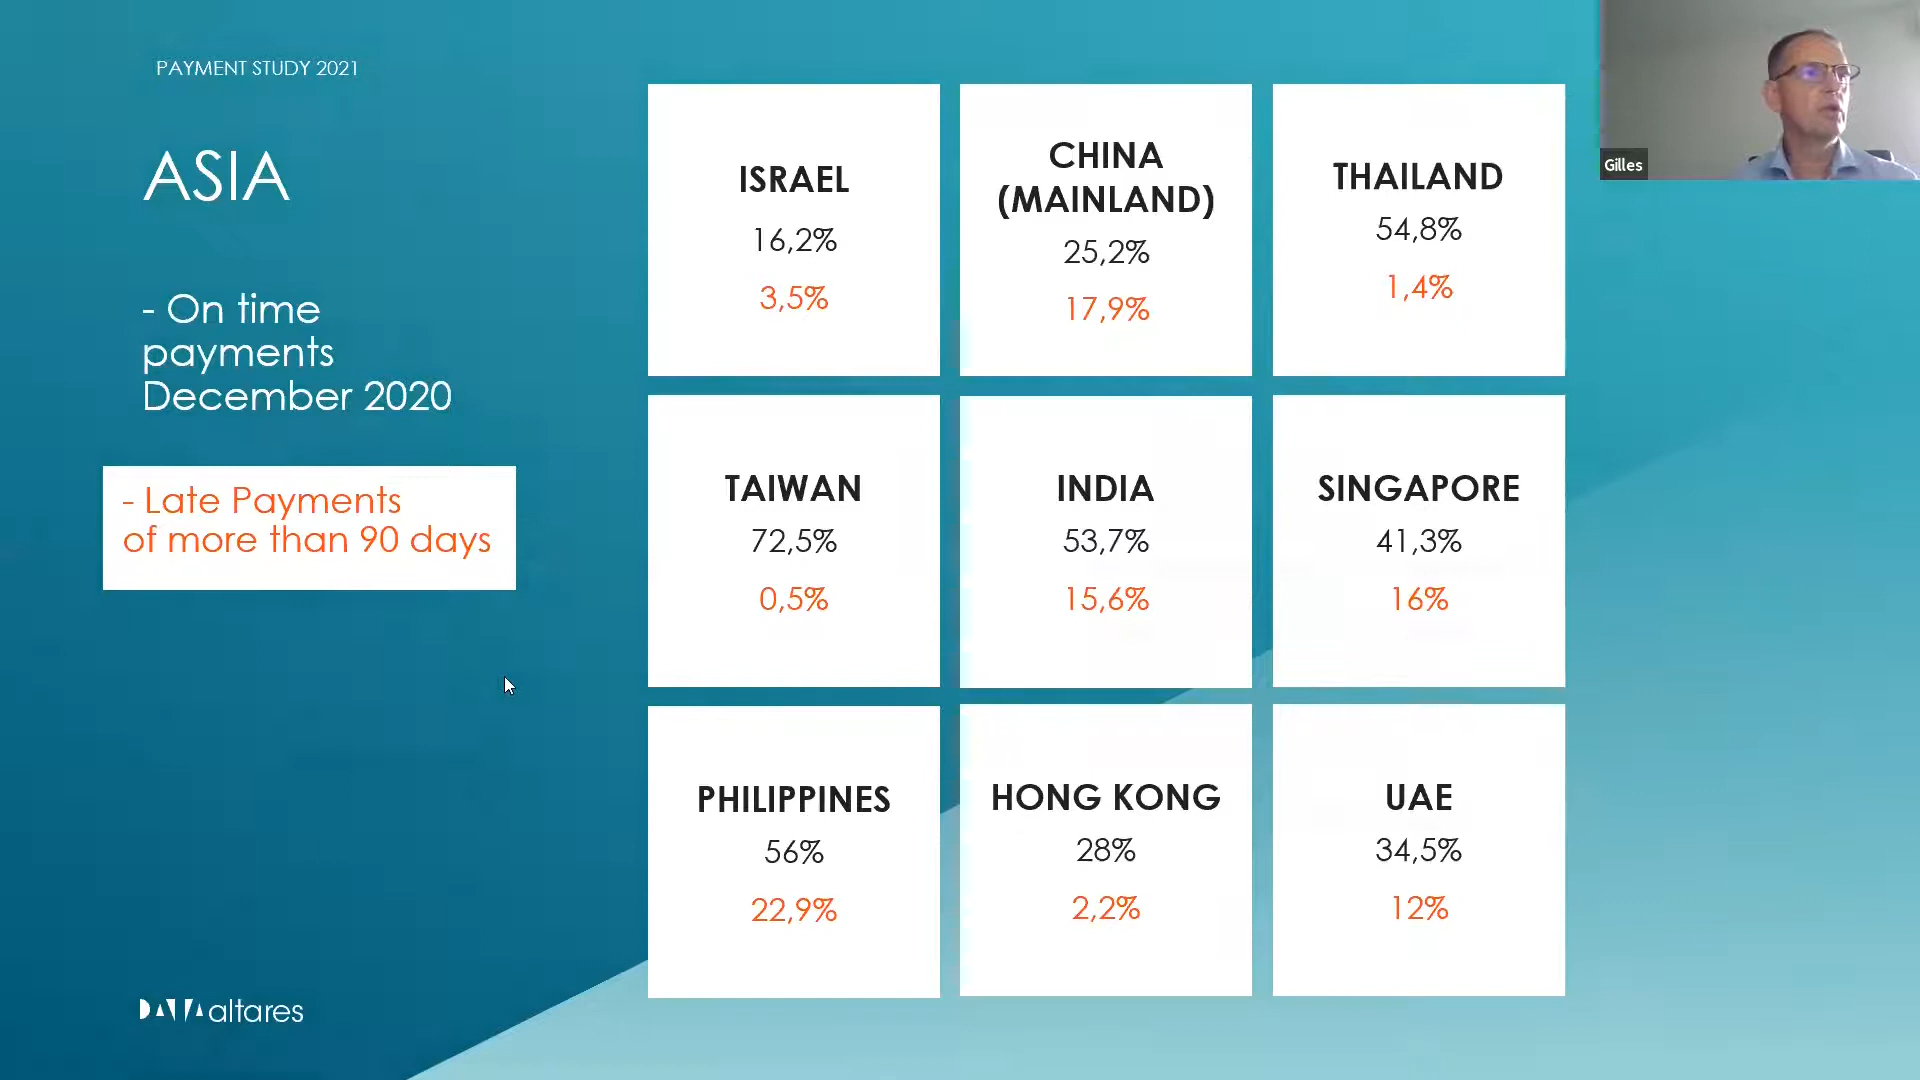 PAYMENT STUDY 2021
ASIA
- On time
payments
December 2020
- Late Payments
of more than 90 days
ISRAEL
16,2%
3,5%
CHINA
(MAINLAND)
25,2%
17,9%
THAILAND
54,8%
1,4%
TAIWAN
72,5%
0,5%
INDIA
53,7%
15,6%
SINGAPORE
41,3%
16%
PHILIPPINES
56%
22,9%
HONG KONG
28%
2,2%
UAE
34,5%
12%
DATA altares
Gilles